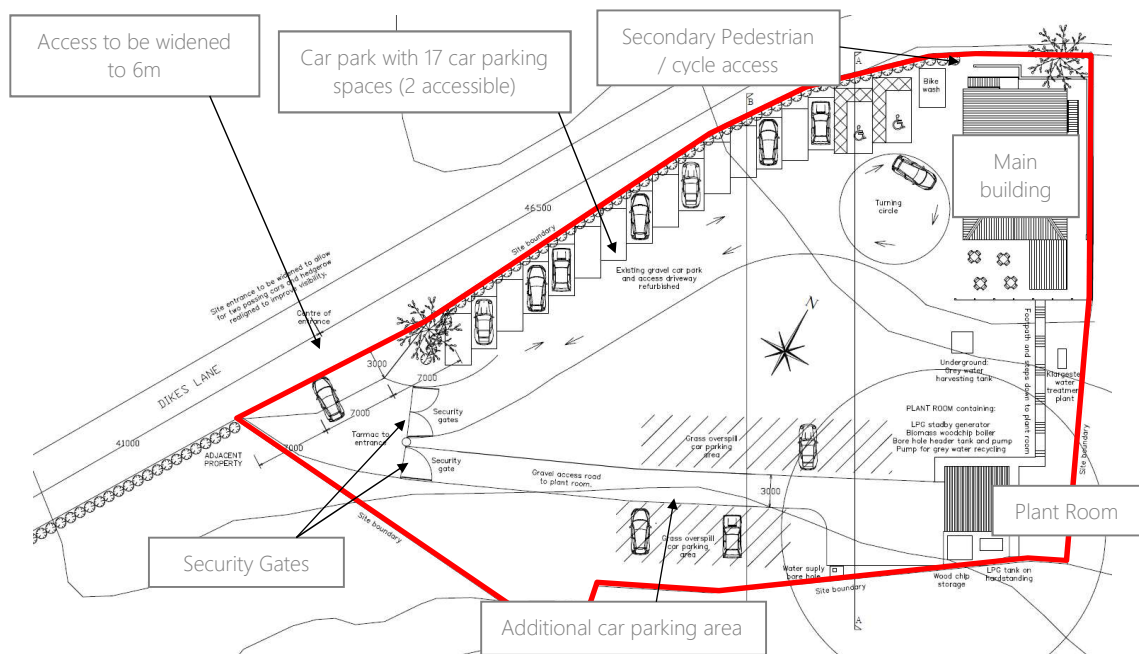 Access to be widened
to 6m
Car park with 17 car parking
spaces (2 accessible)
Secondary Pedestrian
/ cycle access
A
B
Bike
wash
Main
building
Turning
circle
46500
Site boundary
Site entrance to be widened to allow
for two passing cars and hedgerow
realigned to improve visibility.
Existing gravel car park
and access driveway
refurbished
Centre of
entrance
N
DIKES LANE
3000
7000
7000
7000
41000
ADJACENT
PROPERTY
Tarmac to
entrance
Security
gates
Security
gate
Underground:
Grey water
harvesting tank
Footpath and steps down to plant room
Klargester
water
treatment
plant
PLANT ROOM containing:
LPG stadby generator
Biomass woodchip boiler
Bore hole header tank and pump
Pump for grey water recycling
Site boundary
Grass overspill
car parking
area
Gravel access road
to plant room.
3000
Plant Room
Security Gates
Site boundary
Grass overspill
car parking
area
Water suply
bore hole
Wood chip
storage
LPG tank on
hardstanding
Site boundary
Additional car parking area
A